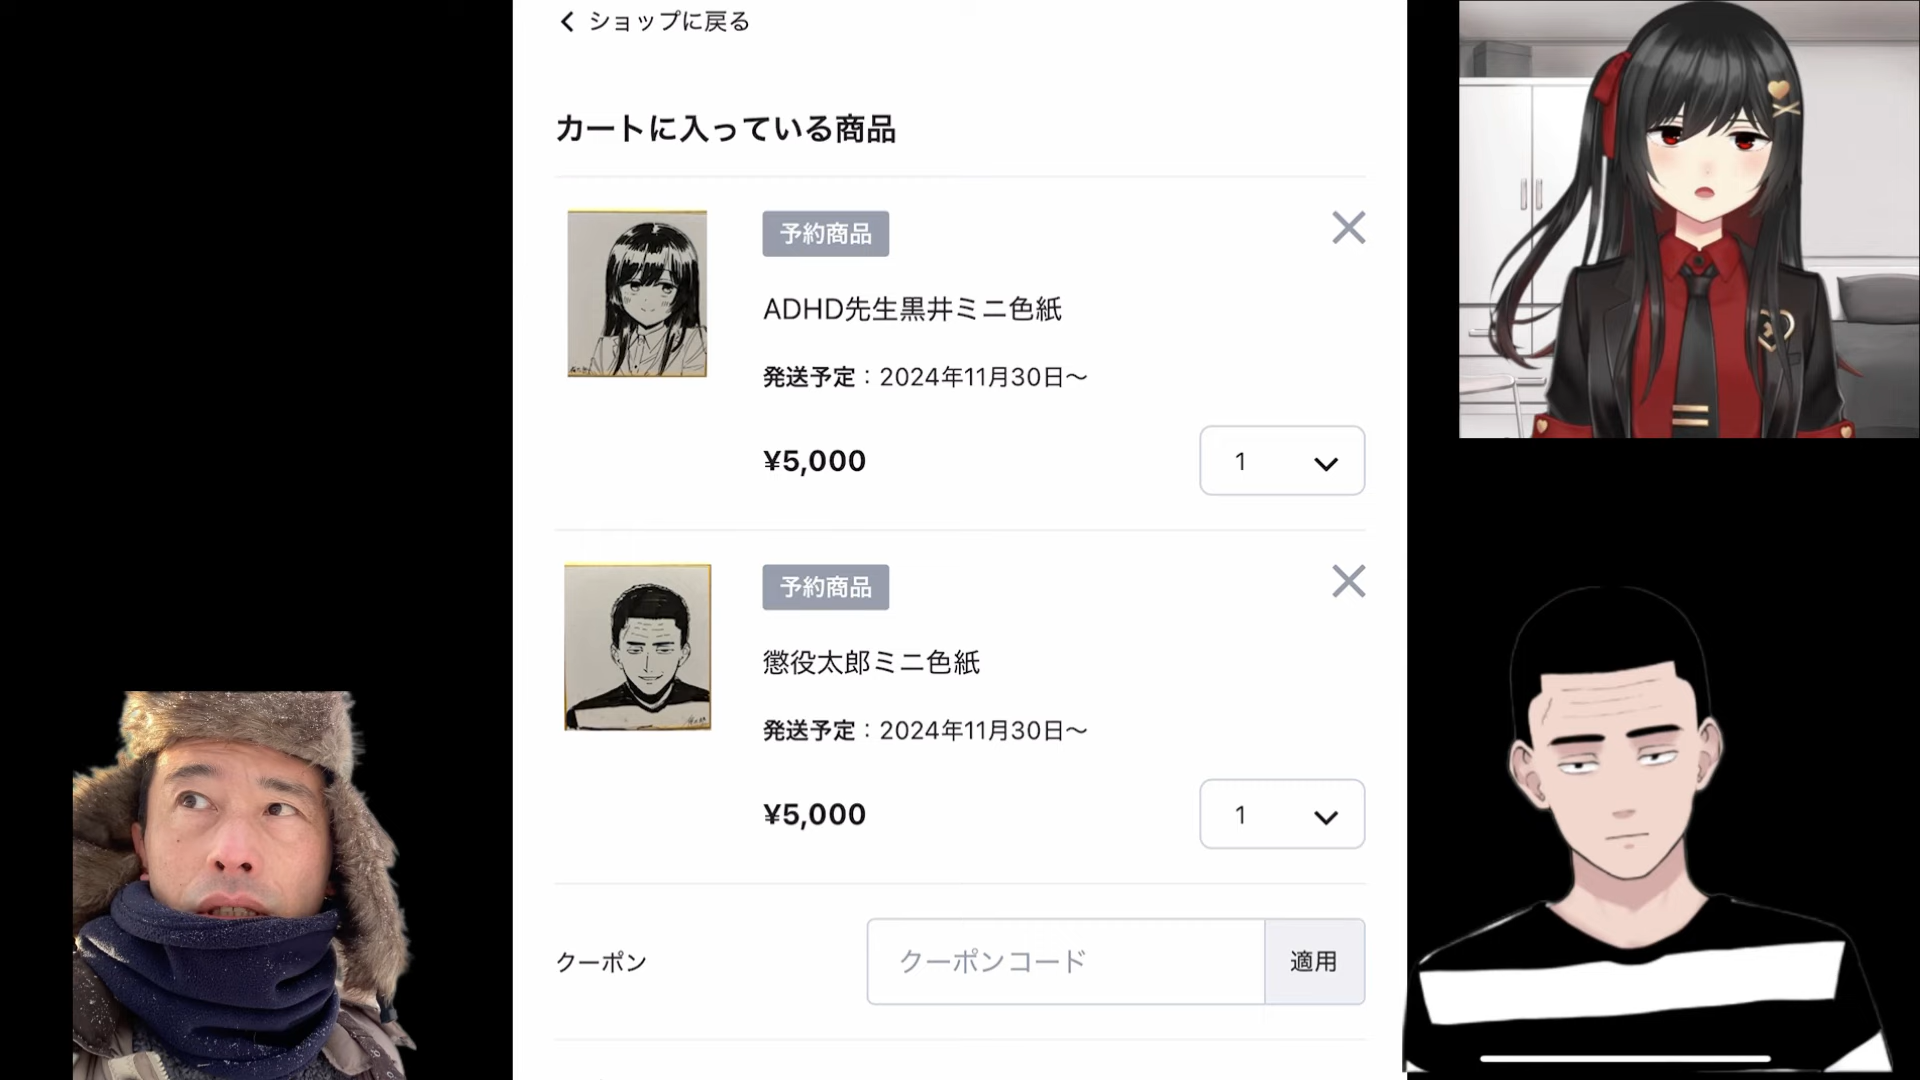 ショップに戻る
カートに入っている商品
予約商品
ADHD先生黒井ミニ色紙
発送予定：2024年11月30日〜
¥5,000
1
予約商品
懲役太郎ミニ色紙
発送予定：2024年11月30日〜
¥5,000
1
クーポン
クーポンコード
適用